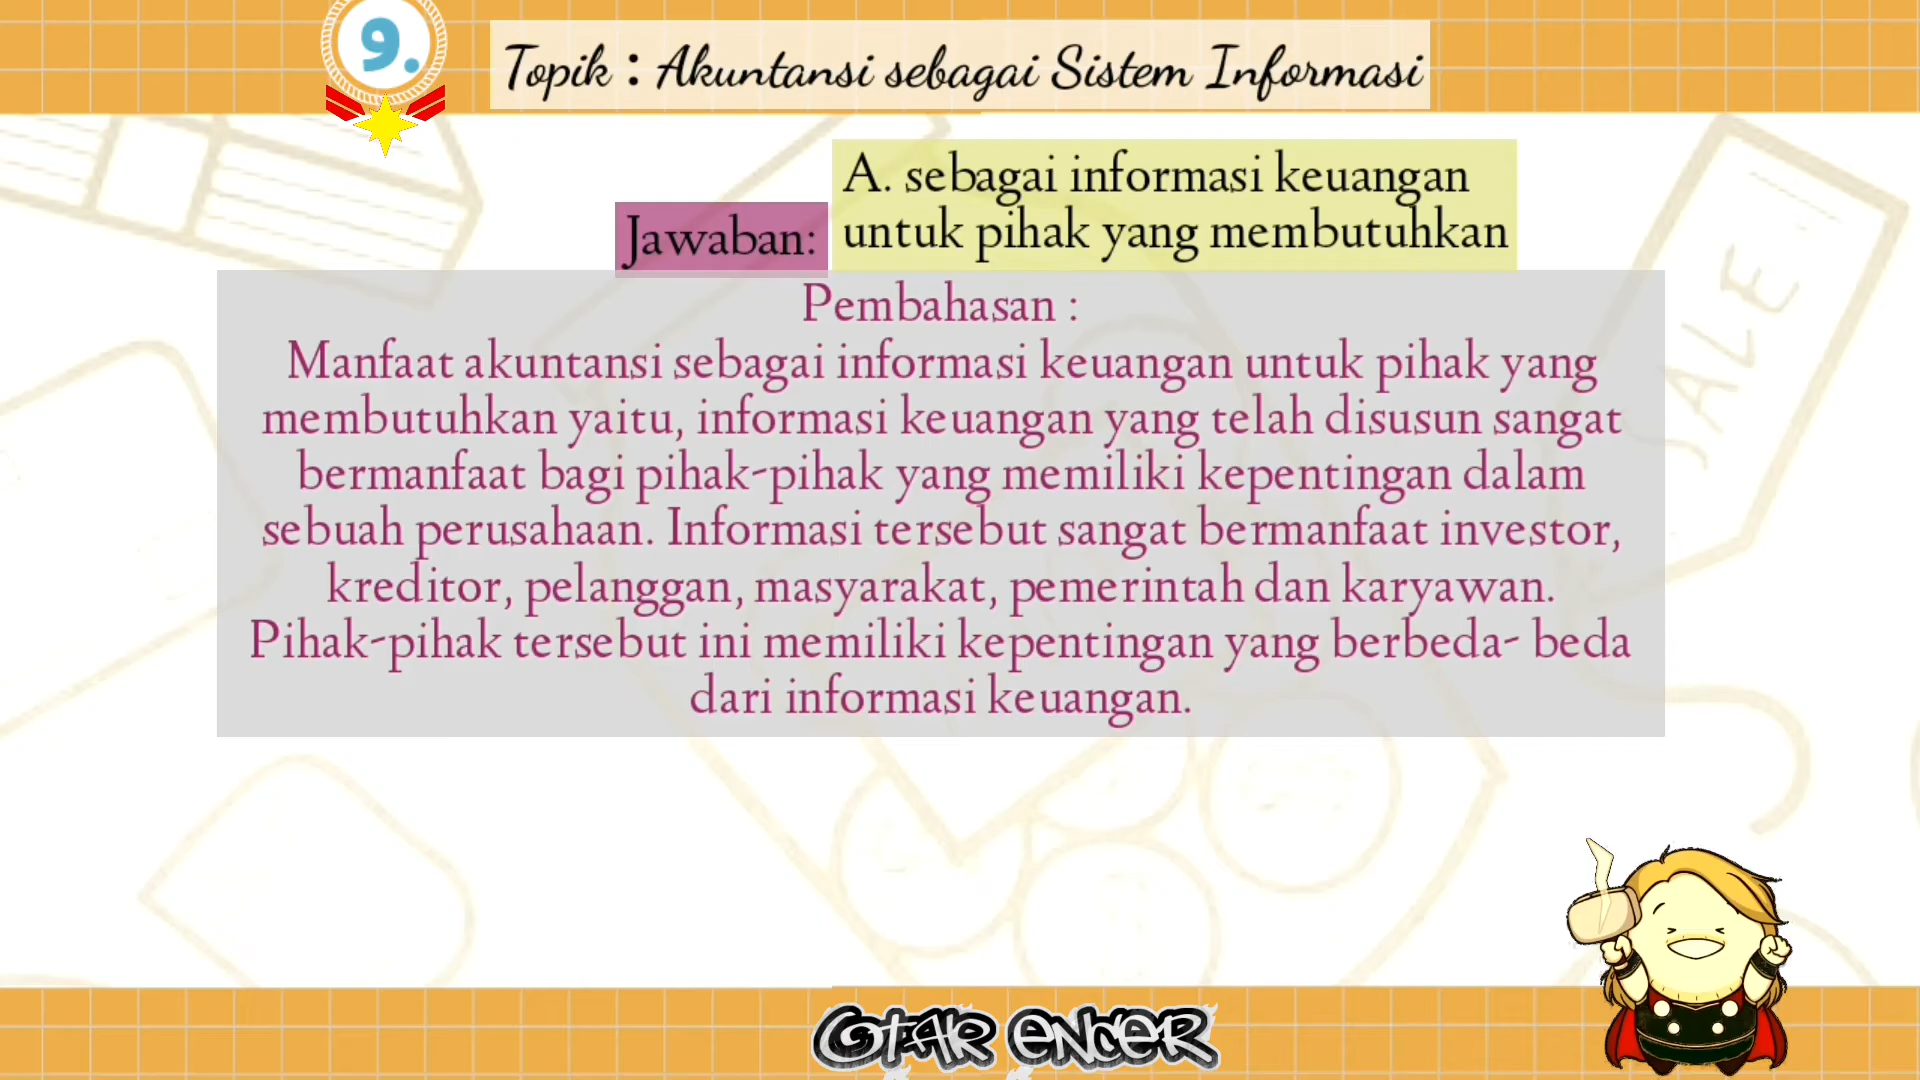 9.
Topik : Akuntansi sebagai Sistem Informasi
A. sebagai informasi keuangan
untuk pihak yang membutuhkan
Jawaban:
Pembahasan :
Manfaat akuntansi sebagai informasi keuangan untuk pihak yang
membutuhkan yaitu, informasi keuangan yang telah disusun sangat
bermanfaat bagi pihak-pihak yang memiliki kepentingan dalam
sebuah perusahaan. Informasi tersebut sangat bermanfaat investor,
kreditor, pelanggan, masyarakat, pemerintah dan karyawan.
Pihak-pihak tersebut ini memiliki kepentingan yang berbeda- beda
dari informasi keuangan.
SALE
OTAK ENCER